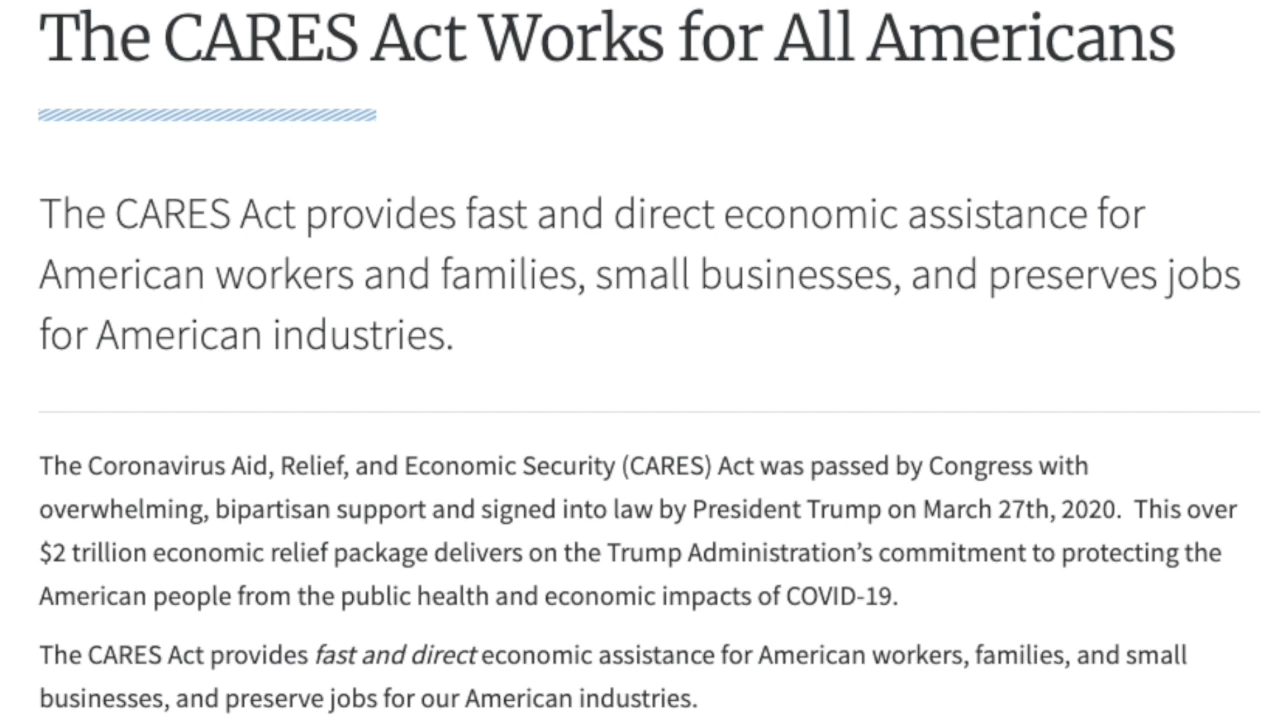 The CARES Act Works for All Americans
The CARES Act provides fast and direct economic assistance for
American workers and families, small businesses, and preserves jobs
for American industries.
The Coronavirus Aid, Relief, and Economic Security (CARES) Act was passed by Congress with
overwhelming, bipartisan support and signed into law by President Trump on March 27th, 2020.  This over
$2 trillion economic relief package delivers on the Trump Administration’s commitment to protecting the
American people from the public health and economic impacts of COVID-19.
The CARES Act provides fast and direct economic assistance for American workers, families, and small
businesses, and preserve jobs for our American industries.